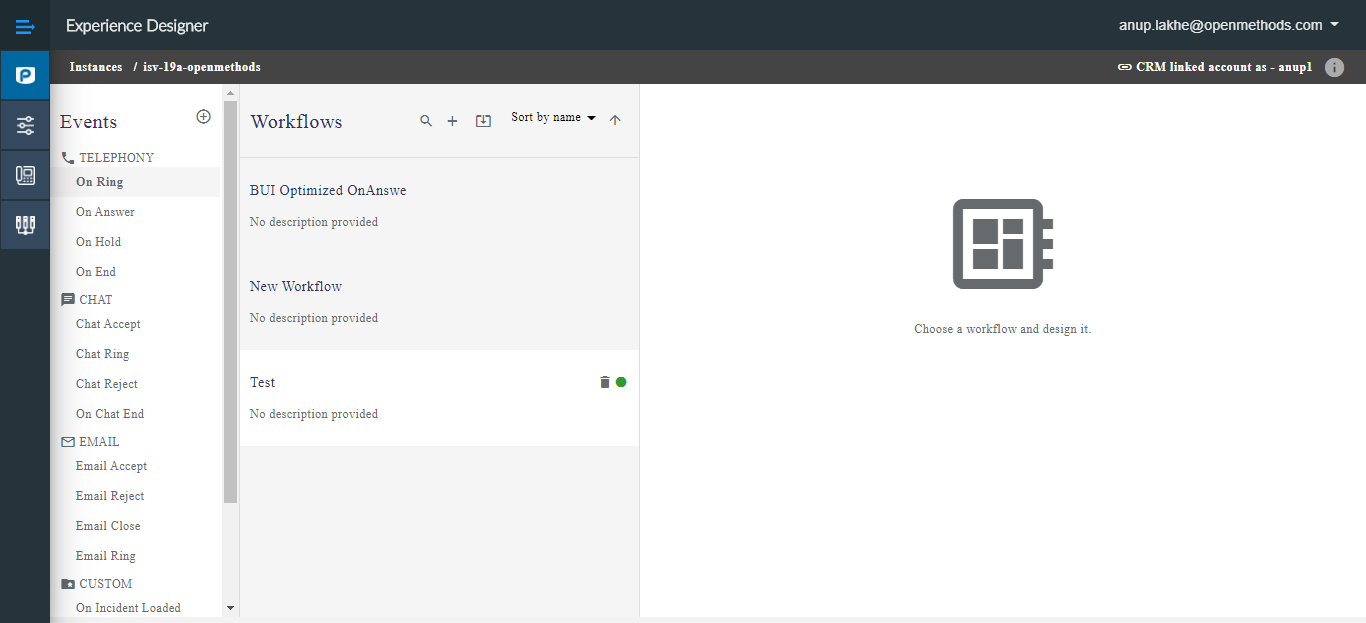 Experience Designer
anup.lakhe@openmethods.com
Instances / isv-19a-openmethods
CRM linked account as - anup1
Events
TELEPHONY
On Ring
On Answer
On Hold
On End
CHAT
Chat Accept
Chat Ring
Chat Reject
On Chat End
EMAIL
Email Accept
Email Reject
Email Close
Email Ring
CUSTOM
On Incident Loaded
Workflows
Sort by name
BUI Optimized OnAnswe
No description provided
New Workflow
No description provided
Test
No description provided
Choose a workflow and design it.